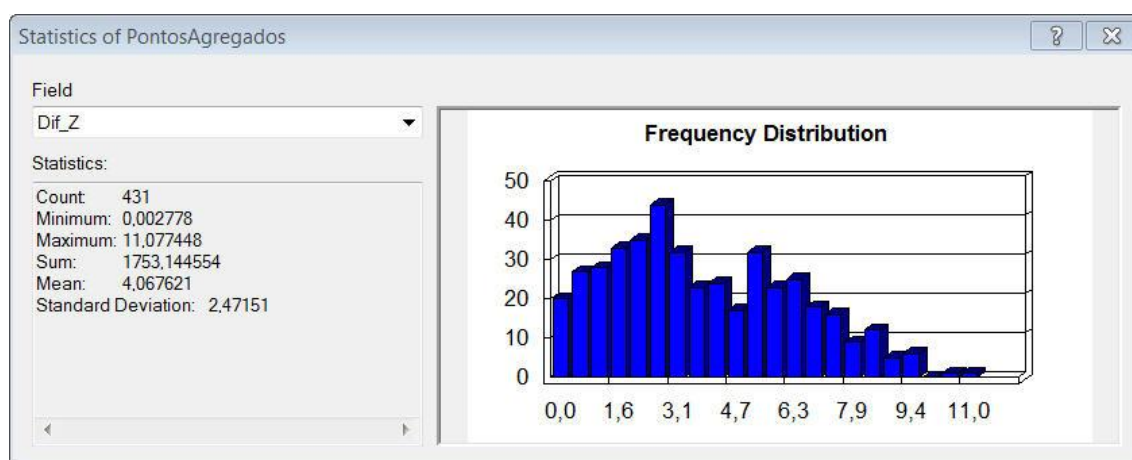 Statistics of PontosAgregados
Field
Dif_Z
Statistics:
Count: 431
Minimum: 0,002778
Maximum: 11,077448
Sum: 1753,144554
Mean: 4,067621
Standard Deviation: 2,47151
Frequency Distribution
50
40
30
20
10
0
0,0 1,6 3,1 4,7 6,3 7,9 9,4 11,0